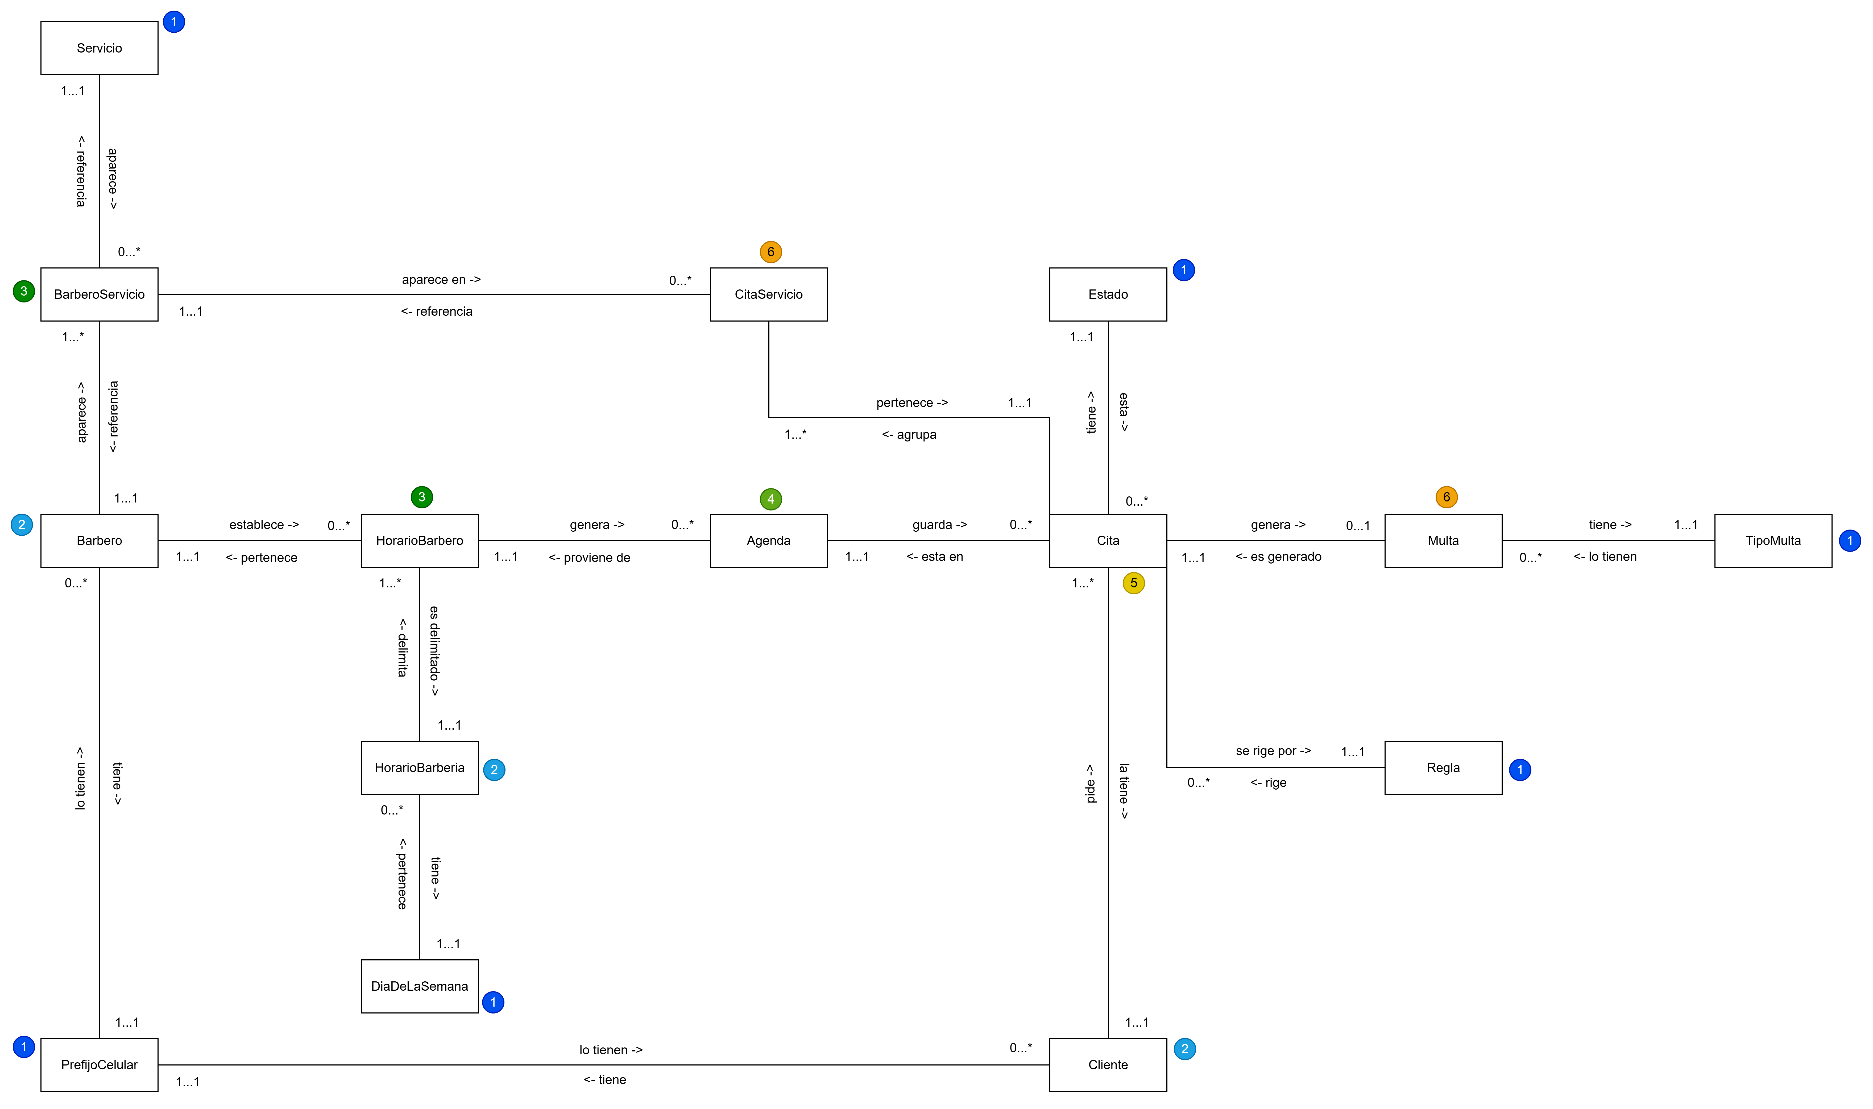 1
Servicio
1...1
<- referencia
aparece ->
0...*
6
1
3
BarberoServicio
aparece en ->
0...*
CitaServicio
Estado
1...1
<- referencia
1...*
1...1
aparece ->
<- referencia
pertenece ->
1...1
1...*
<- agrupa
tiene ->
esta ->
1...1
3
4
0...*
6
2
Barbero
establece ->
0...*
HorarioBarbero
genera ->
0...*
Agenda
guarda ->
0...*
Cita
genera ->
0...1
Multa
tiene ->
1...1
TipoMulta
1
1...1
<- pertenece
1...1
<- proviene de
1...1
<- esta en
1...1
<- es generado
0...*
<- lo tienen
0...*
1...*
1...*
5
<- delimita
es delimitado ->
1...1
HorarioBarberia
2
se rige por ->
1...1
Regla
1
0...*
<- rige
lo tienen ->
tiene ->
pide ->
la tiene ->
0...*
<- pertenece
tiene ->
1...1
DiaDeLaSemana
1
1...1
1...1
1
PrefijoCelular
lo tienen ->
0...*
Cliente
2
1...1
<- tiene